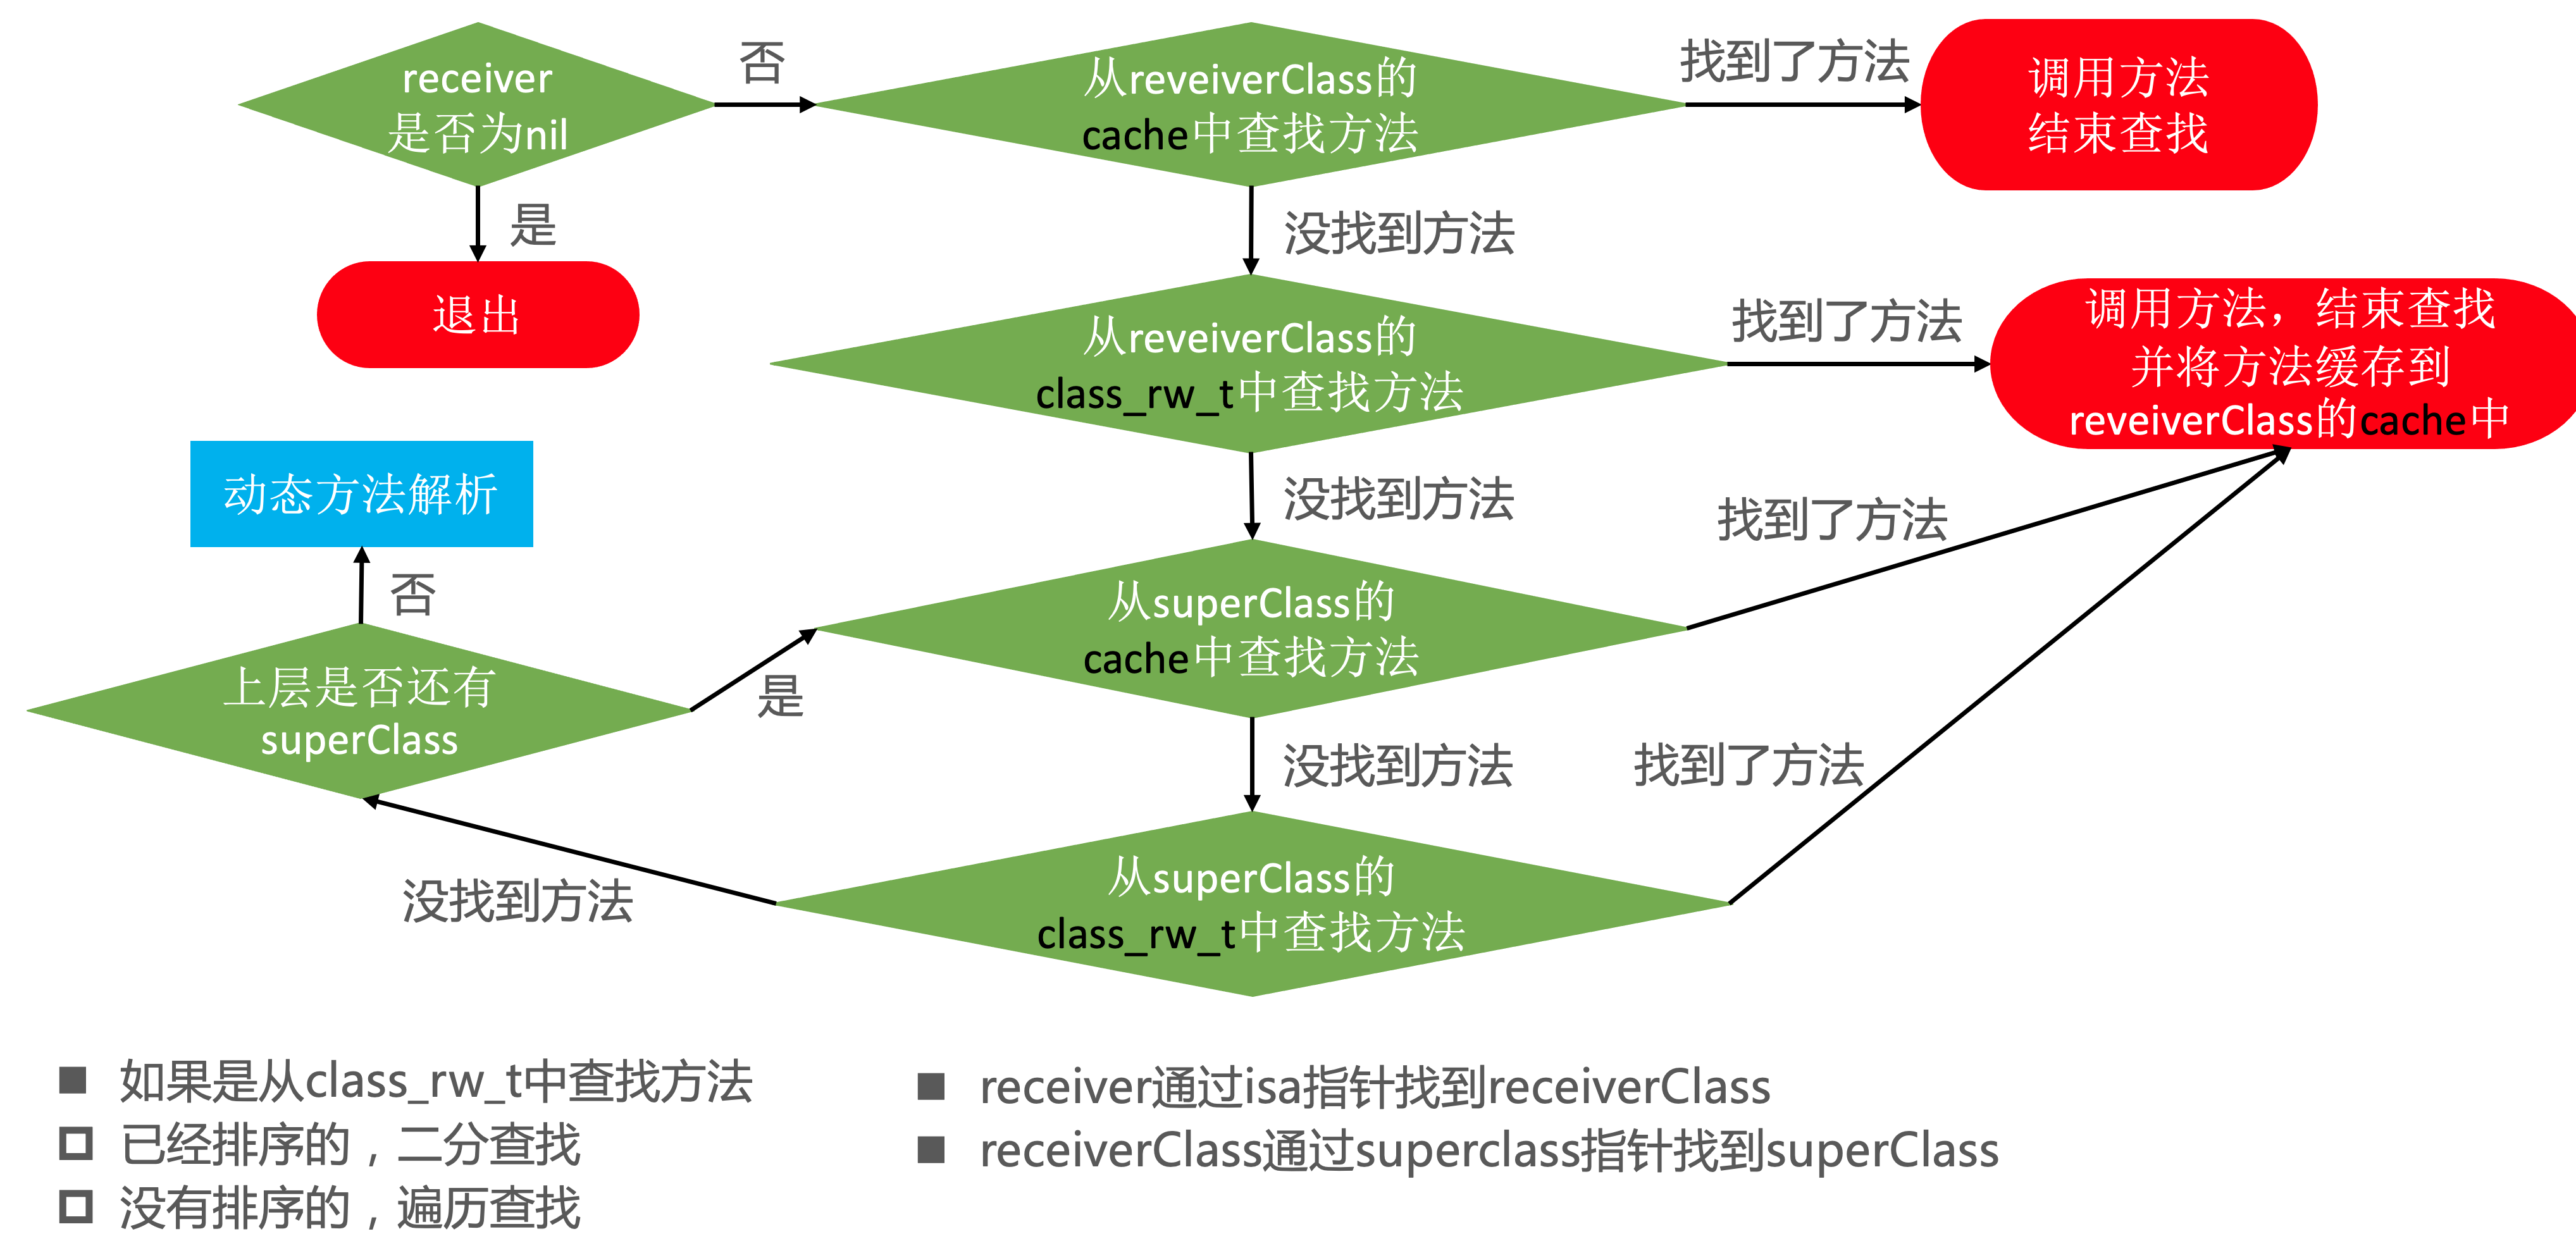 receiver
是否为nil
否
从reveiverClass的
cache中查找方法
找到了方法
调用方法
结束查找
是
退出
没找到方法
从reveiverClass的
class_rw_t中查找方法
找到了方法
调用方法，结束查找
并将方法缓存到
reveiverClass的cache中
没找到方法
动态方法解析
否
从superClass的
cache中查找方法
找到了方法
上层是否还有
superClass
是
没找到方法
找到了方法
从superClass的
class_rw_t中查找方法
没找到方法
如果是从class_rw_t中查找方法
已经排序的，二分查找
没有排序的，遍历查找
receiver通过isa指针找到receiverClass
receiverClass通过superclass指针找到superClass